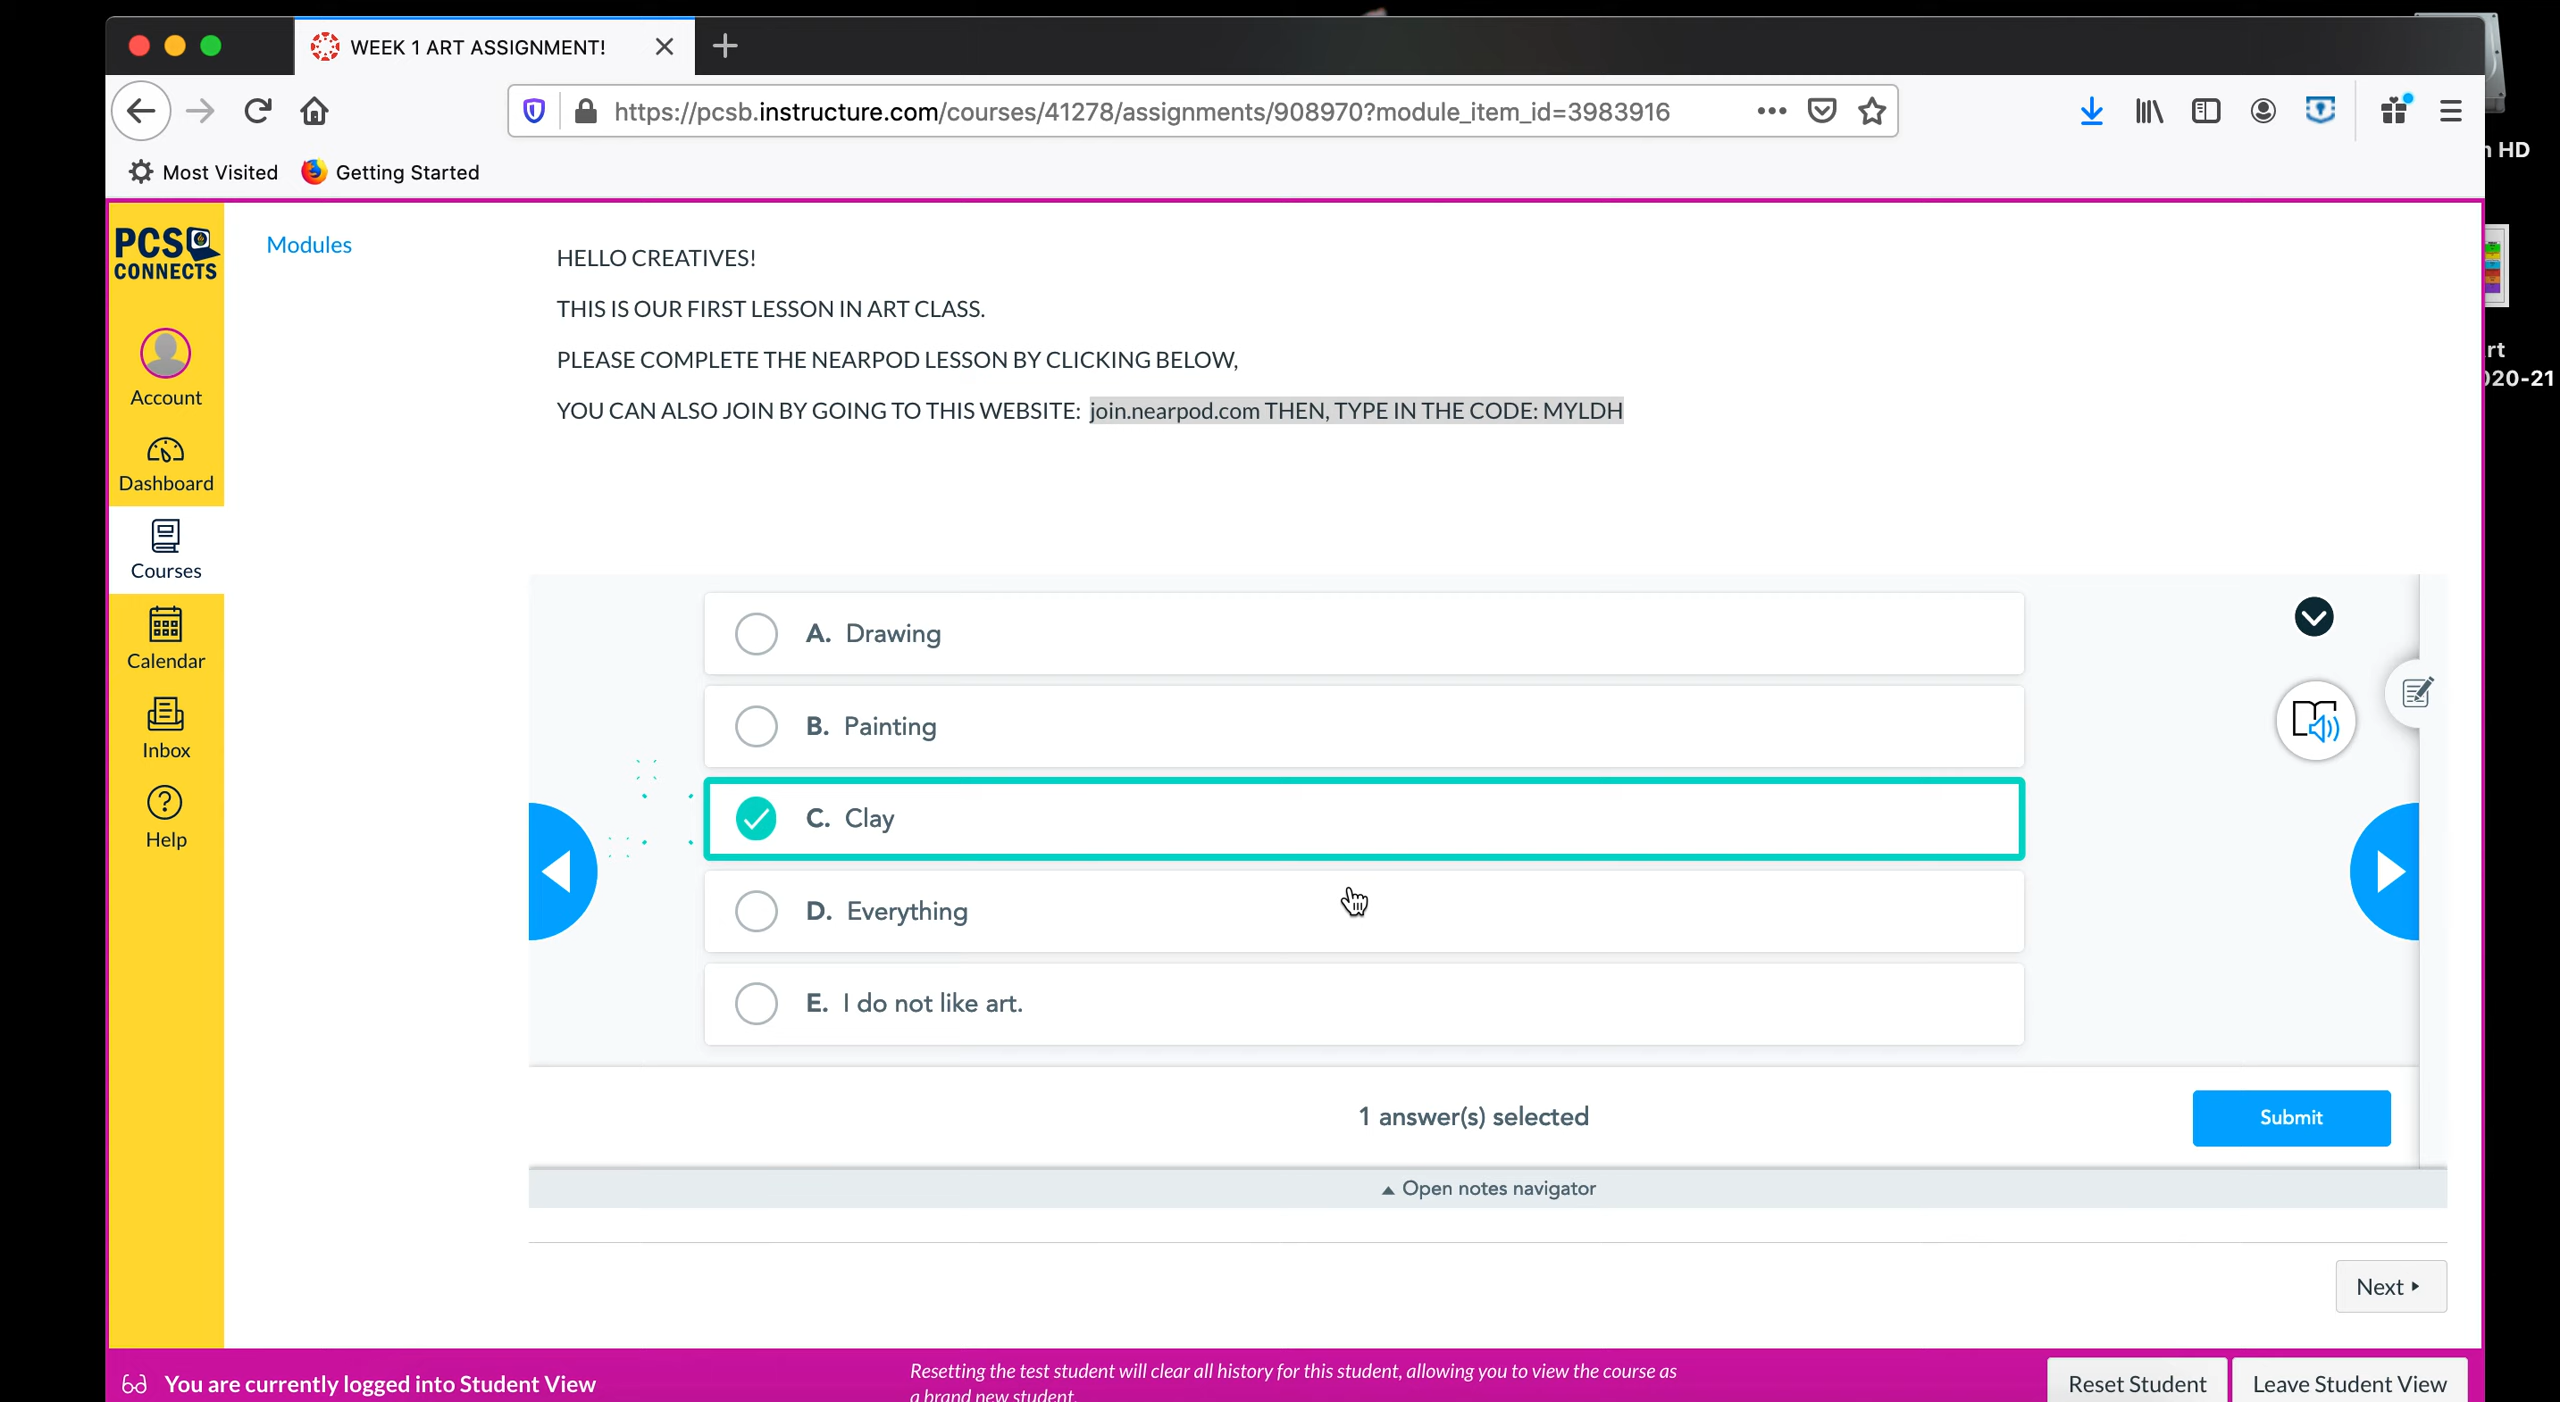 WEEK 1 ART ASSIGNMENT!
https://pcsb.instructure.com/courses/41278/assignments/908970?module_item_id=3983916
Most Visited
Getting Started
HD
rt
20-21
PCS
CONNECTS
Account
Dashboard
Courses
Calendar
Inbox
Help
Modules
HELLO CREATIVES!
THIS IS OUR FIRST LESSON IN ART CLASS.
PLEASE COMPLETE THE NEARPOD LESSON BY CLICKING BELOW,
YOU CAN ALSO JOIN BY GOING TO THIS WEBSITE: join.nearpod.com THEN, TYPE IN THE CODE: MYLDH
A. Drawing
B. Painting
C. Clay
D. Everything
E. I do not like art.
1 answer(s) selected
Submit
Open notes navigator
Next
You are currently logged into Student View
Resetting the test student will clear all history for this student, allowing you to view the course as
a brand new student.
Reset Student
Leave Student View